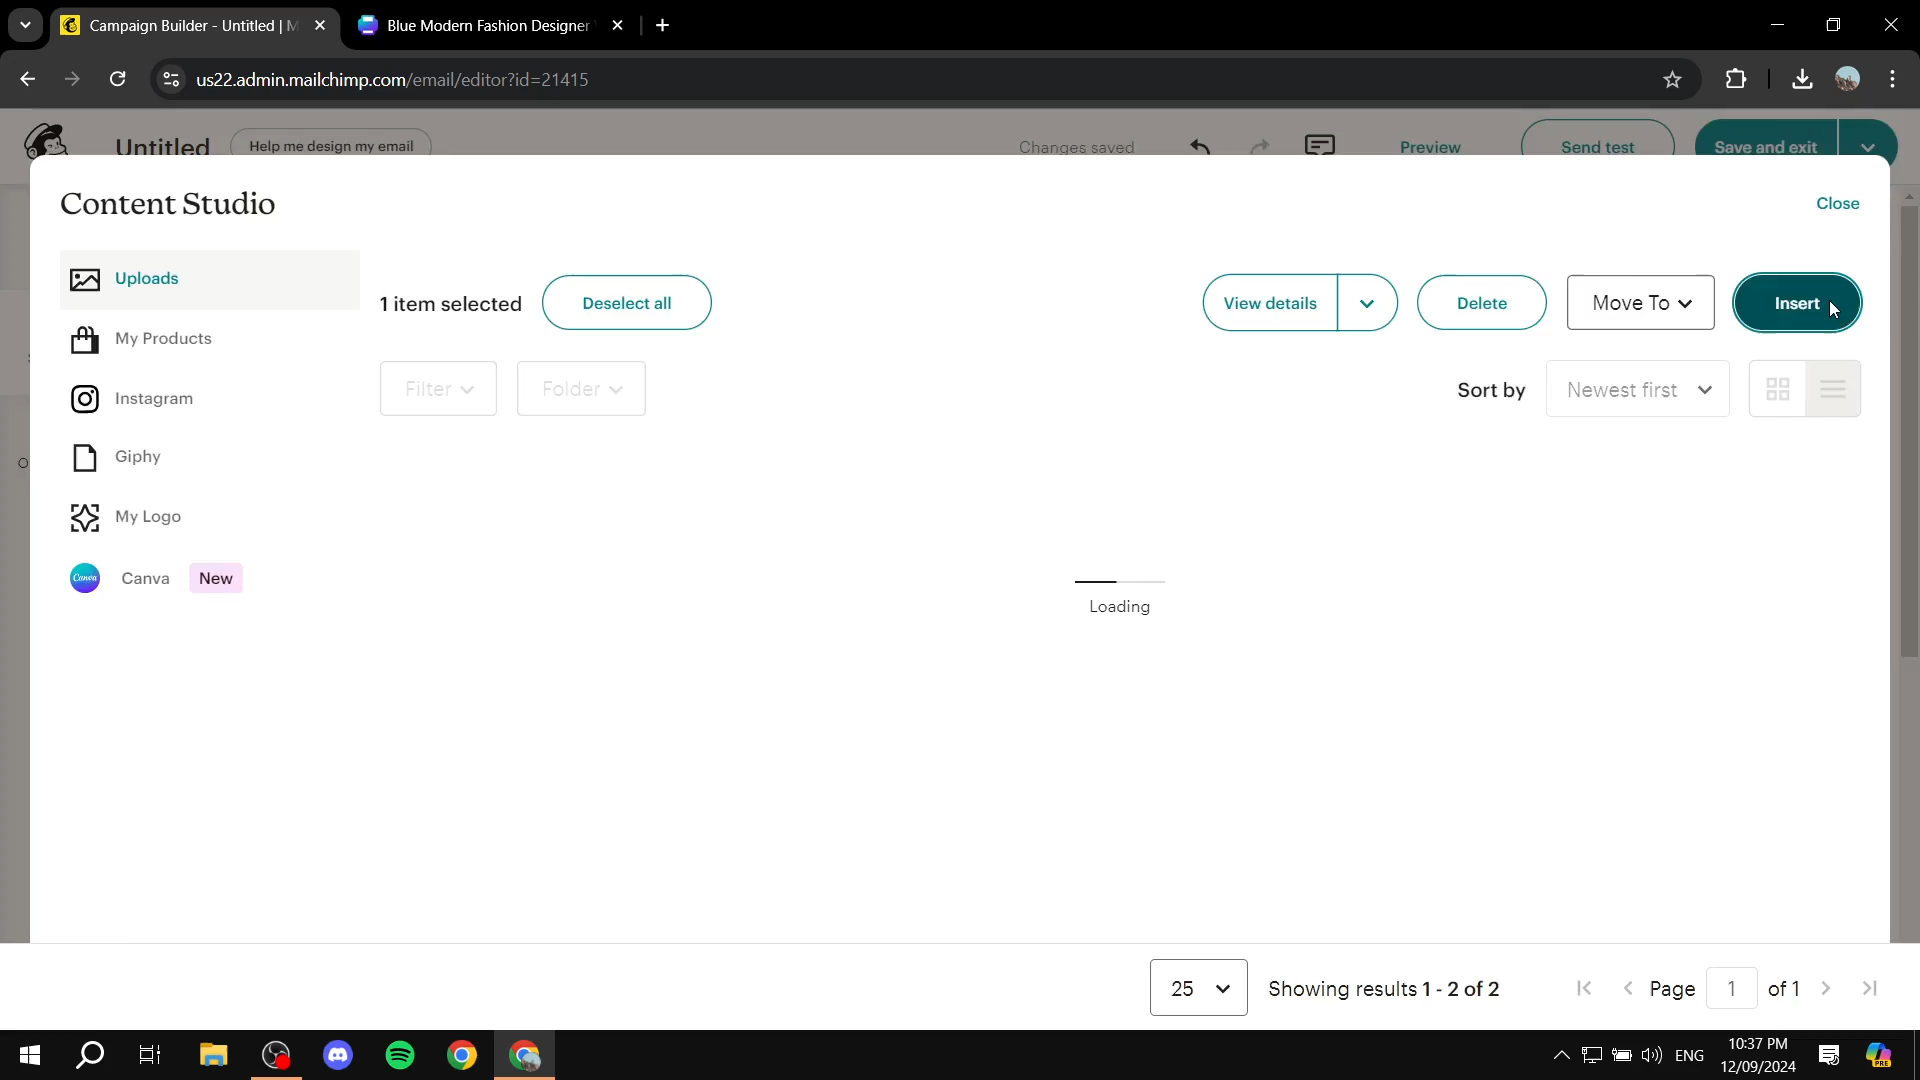 Campaign Builder - Untitled | M
Blue Modern Fashion Designer
us22.admin.mailchimp.com/email/editor?id=21415
Untitled
Help me design my email
Changes saved
Preview
Send test
Save and exit
Content Studio
Close
Uploads
1 item selected
Deselect all
View details
Delete
Move To
Insert
My Products
Filter
Folder
Sort by
Newest first
Instagram
Giphy
My Logo
Canva
Canva
New
Loading
25
Showing results 1 - 2 of 2
Page
1
of 1
ENG
10:37 PM
12/09/2024
PRE